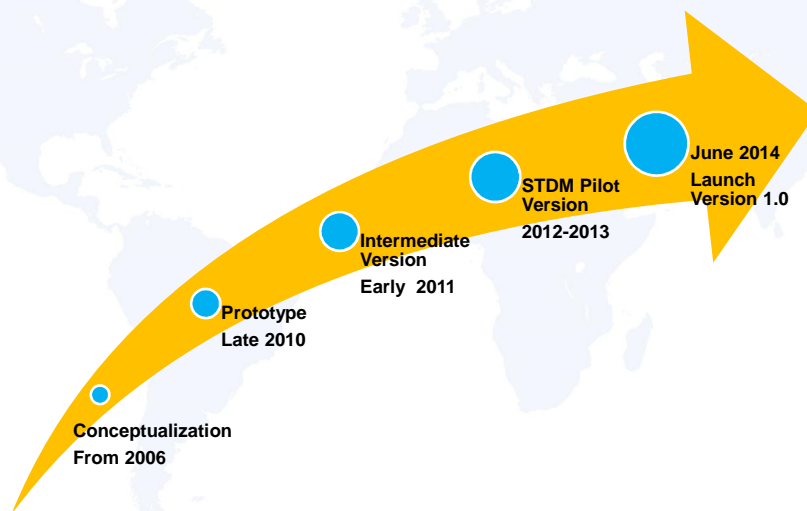 Conceptualization
From 2006
Prototype
Late 2010
Intermediate
Version
Early 2011
STDM Pilot
Version
2012-2013
June 2014
Launch
Version 1.0